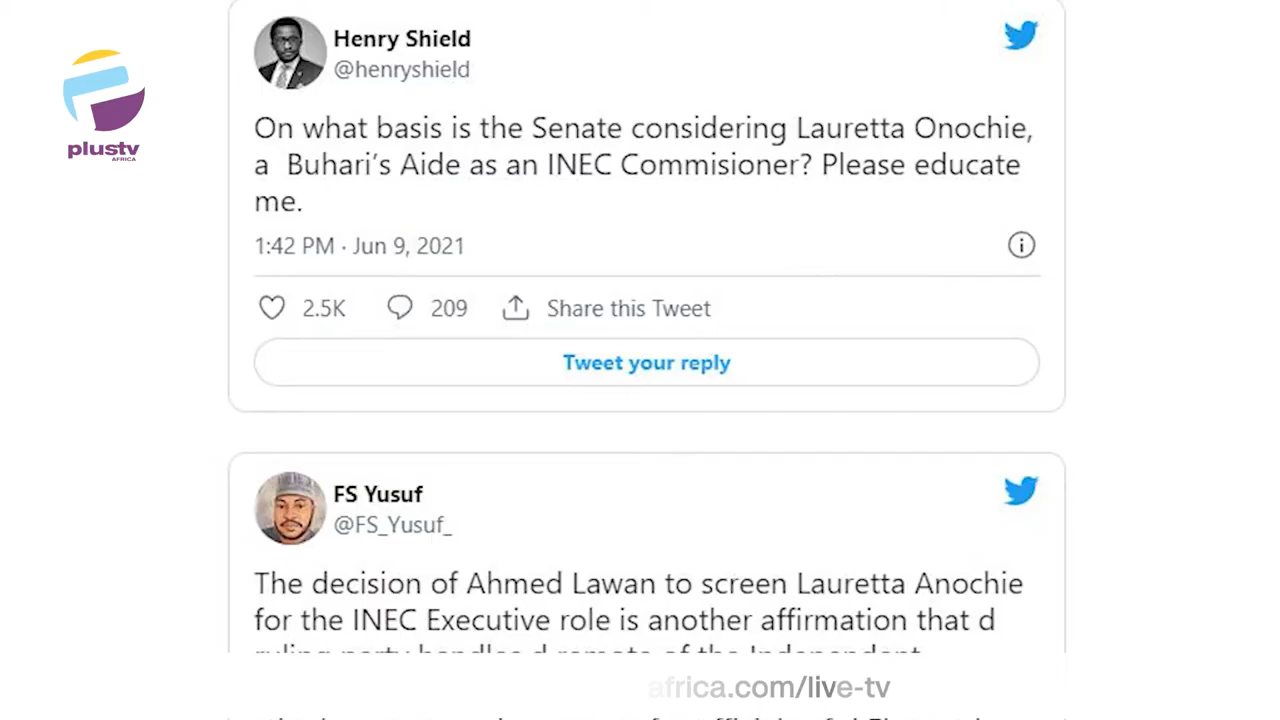 plustv
AFRICA
Henry Shield
@henryshield
On what basis is the Senate considering Lauretta Onochie,
a Buhari's Aide as an INEC Commisioner? Please educate
me.
1:42 PM · Jun 9, 2021
2.5K 209 Share this Tweet
Tweet your reply
FS Yusuf
@FS_Yusuf_
The decision of Ahmed Lawan to screen Lauretta Anochie
for the INEC Executive role is another affirmation that d
ruling party handles d remote of the Independent
africa.com/live-tv